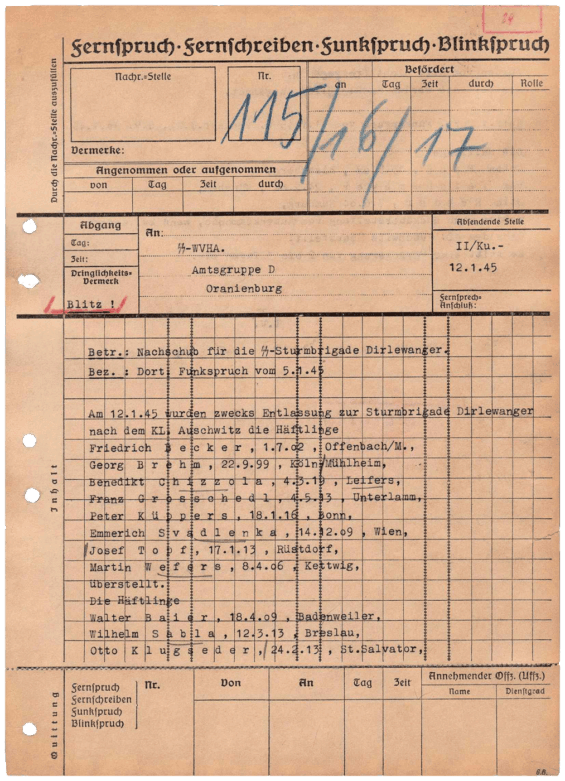 24
Fernspruch · Fernschreiben · Funkspruch · Blinkspruch
Durch die Nachr.=Stelle auszufüllen
Nachr.=Stelle
Nr.
115/16/17
Befördert
an Tag Zeit durch Rolle
Vermerke:
Angenommen oder aufgenommen
von Tag Zeit durch
Abgang
Tag:
Zeit:
Dringlichkeits=
Vermerk
Blitz !
An:
ᛋᛋ-WVHA.
Amtsgruppe D
Oranienburg
Absendende Stelle
II/Ku.-
12.1.45
Fernsprech=
Anschluß:
Inhalt
Betr.: Nachschub für die ᛋᛋ-Sturmbrigade Dirlewanger.
Bez. : Dort. Funkspruch vom 5.1.45
Am 12.1.45 wurden zwecks Entlassung zur Sturmbrigade Dirlewanger
nach dem KL. Auschwitz die Häftlinge
Friedrich B e c k e r , 1.7.02 , Offenbach/M.,
Georg B r e h m , 22.9.99 , Köln/Mühlheim,
Benedikt C h i z z o l a , 4.3.19 , Leifers,
Franz G r o s s c h e d l , 4.5.13 , Unterlamm,
Peter K ü p p e r s , 18.1.16 , Bonn,
Emmerich S v a d l e n k a , 14.12.09 , Wien,
Josef T o p f , 17.1.13 , Rüstdorf,
Martin W e f e r s , 8.4.06 , Kettwig,
überstellt.
Die Häftlinge
Walter B a i e r , 18.4.09 , Badenweiler,
Wilhelm S a b l a , 12.3.13 , Breslau,
Otto K l u g s e d e r , 24.2.13 , St.Salvator,
Quittung
Fernspruch
Fernschreiben
Funkspruch
Blinkspruch
Nr. Von An Tag Zeit
Annehmender Offz. (Uffz.)
Name Dienstgrad